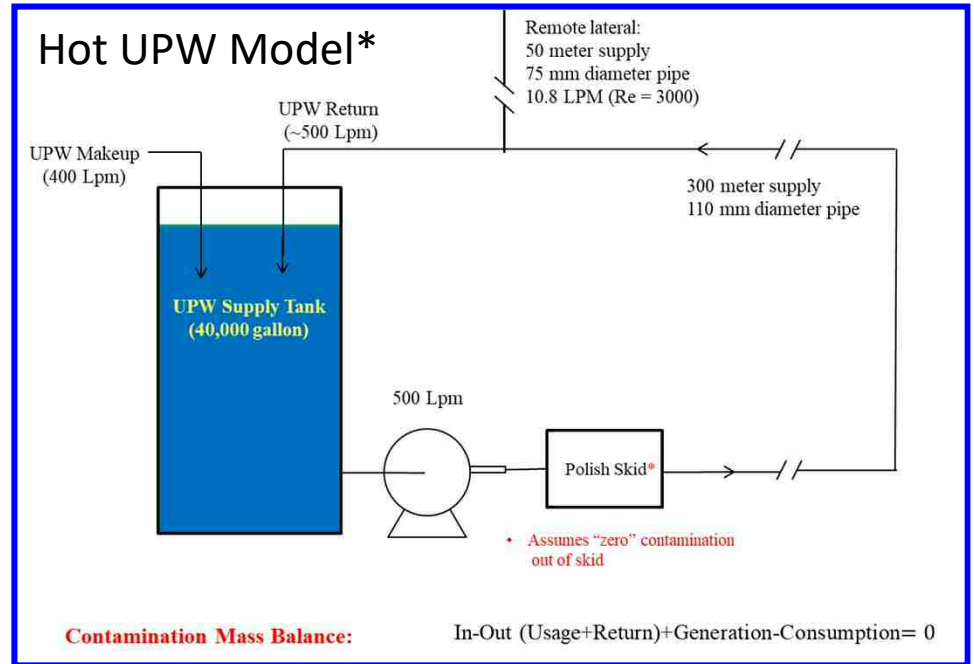 Hot UPW Model*
Remote lateral:
50 meter supply
75 mm diameter pipe
10.8 LPM (Re = 3000)
UPW Return
(~500 Lpm)
UPW Makeup
(400 Lpm)
300 meter supply
110 mm diameter pipe
UPW Supply Tank
(40,000 gallon)
500 Lpm
Polish Skid*
• Assumes “zero” contamination
out of skid
Contamination Mass Balance: In-Out (Usage+Return)+Generation-Consumption= 0